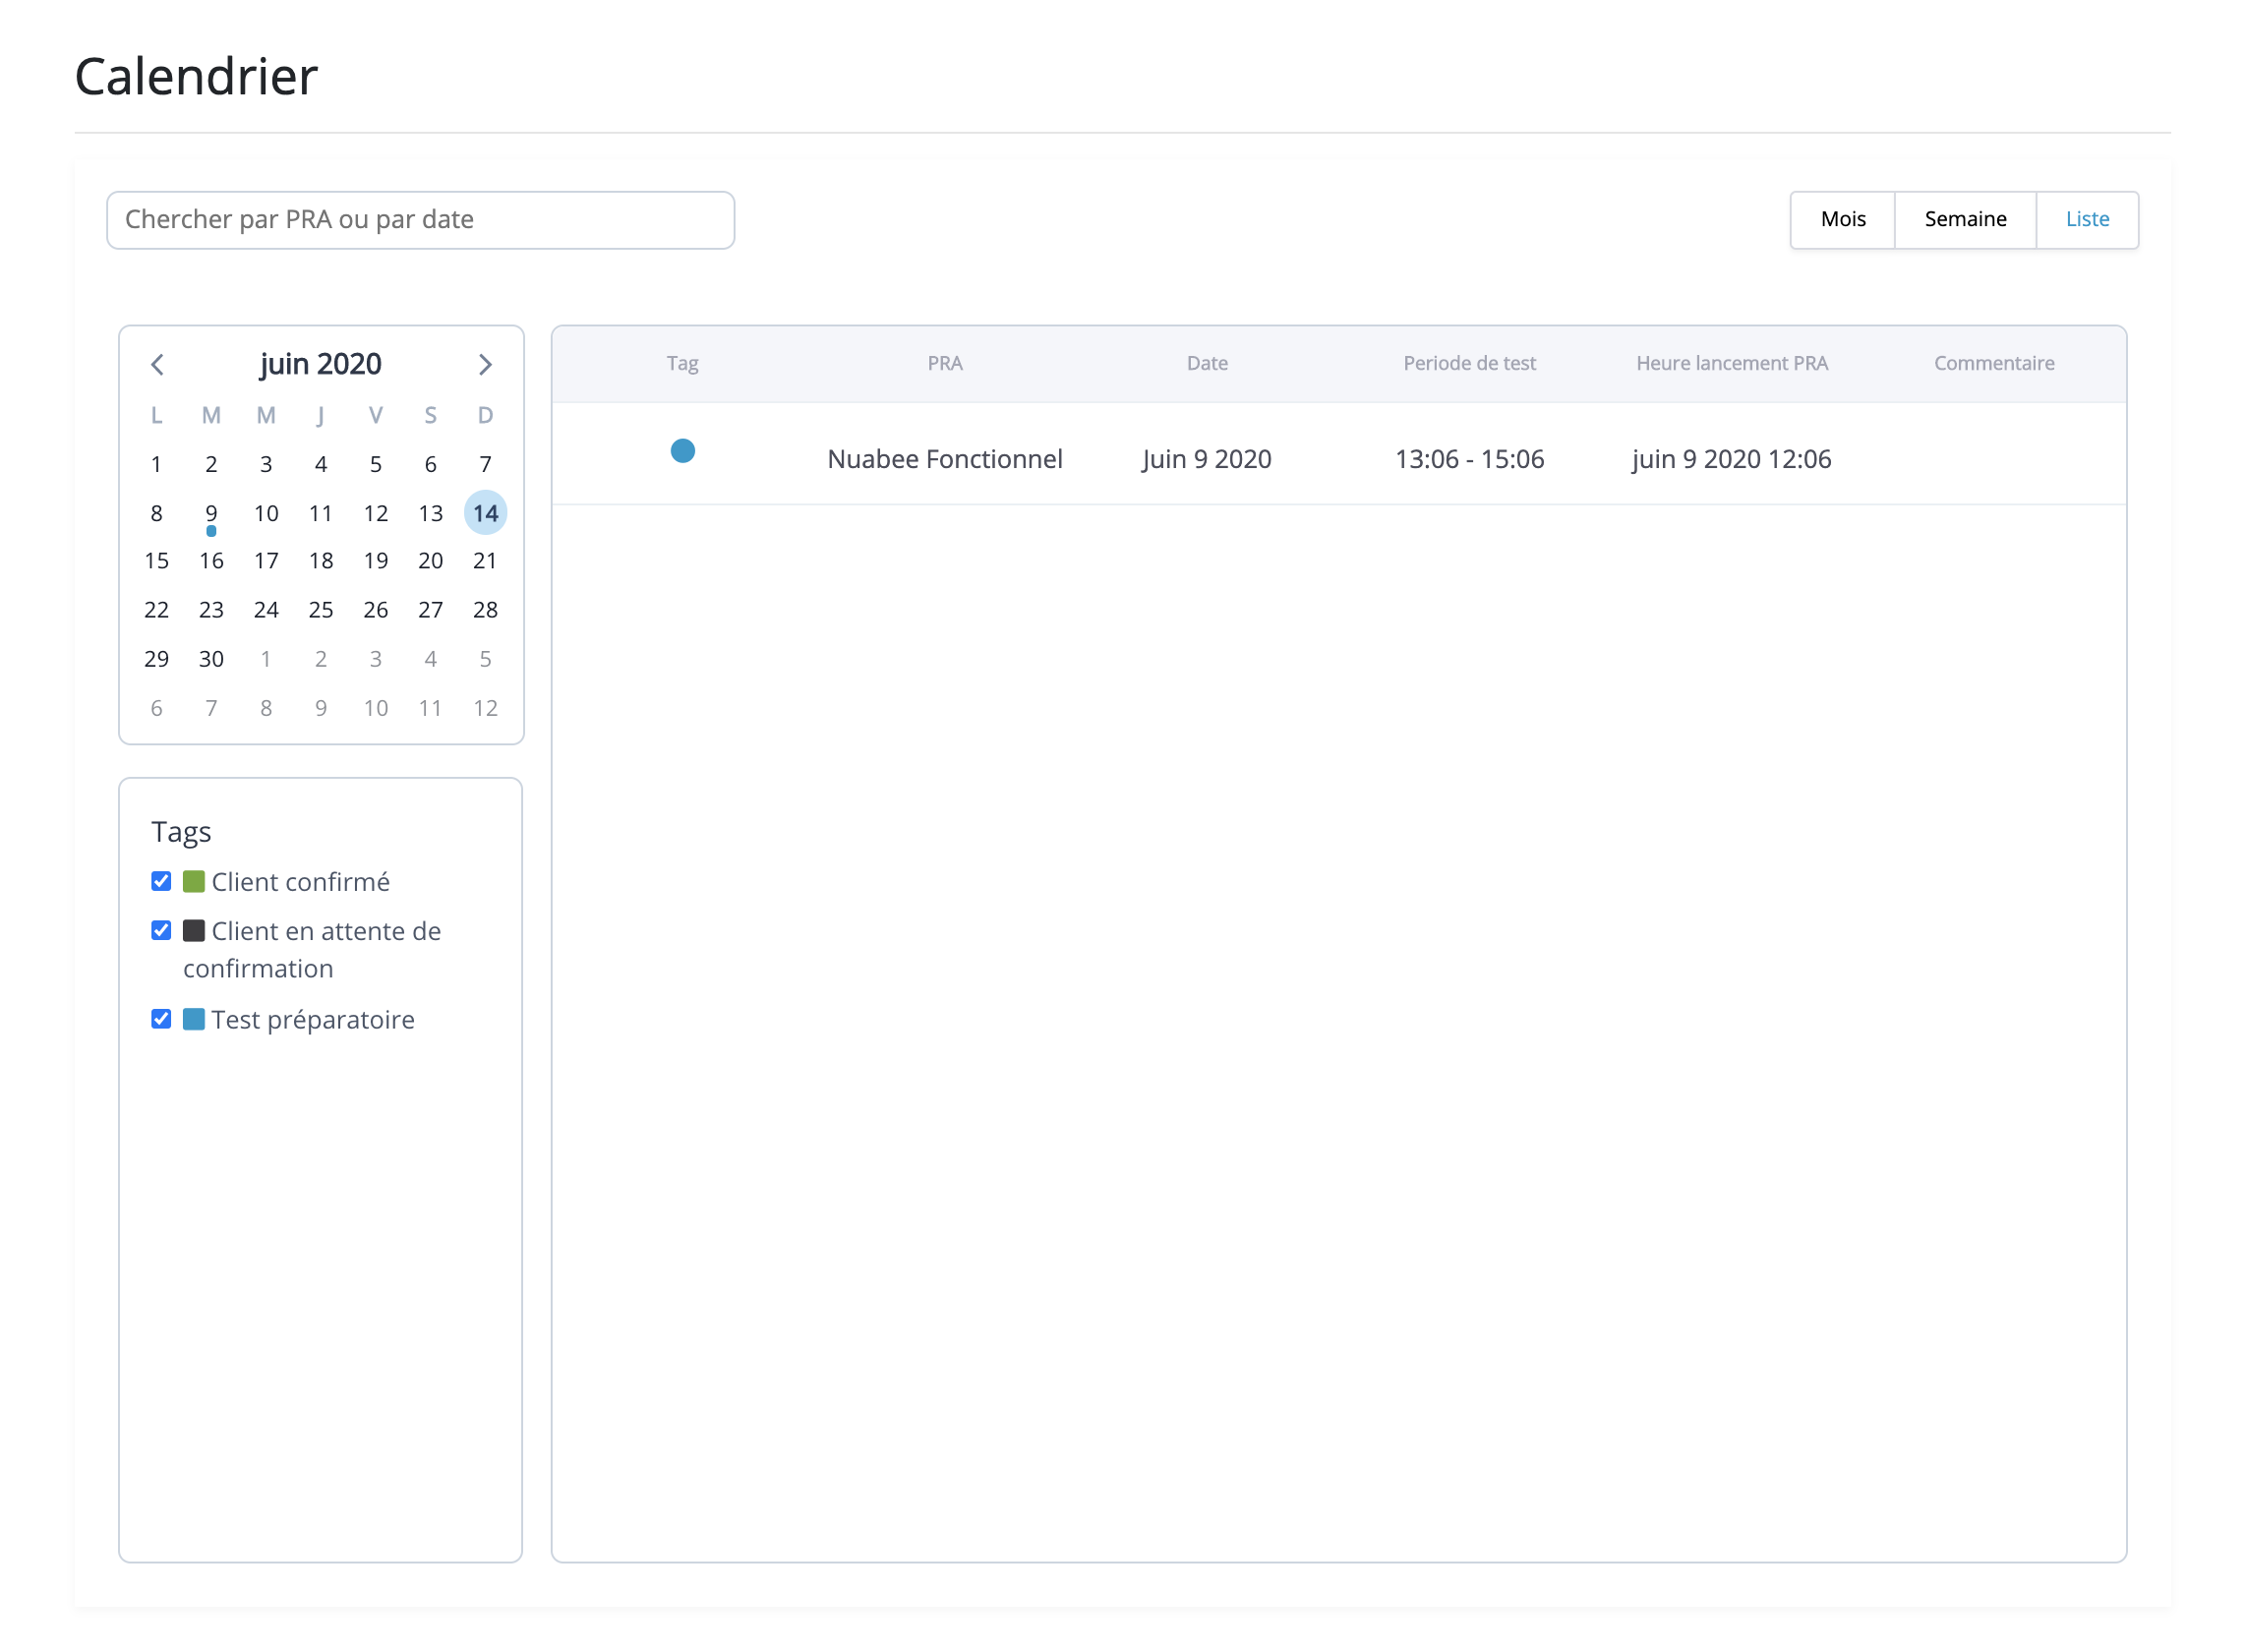 Calendrier
Chercher par PRA ou par date
Mois Semaine Liste
juin 2020
L M M J V S D
1 2 3 4 5 6 7
8 9 10 11 12 13 14
15 16 17 18 19 20 21
22 23 24 25 26 27 28
29 30 1 2 3 4 5
6 7 8 9 10 11 12
Tags
Client confirmé
Client en attente de
confirmation
Test préparatoire
Tag PRA Date Periode de test Heure lancement PRA Commentaire
Nuabee Fonctionnel Juin 9 2020 13:06 - 15:06 juin 9 2020 12:06